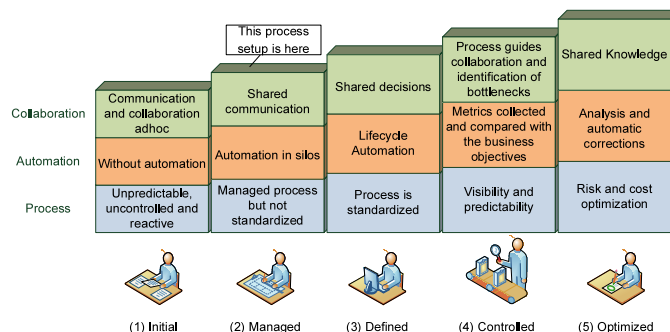 This process
setup is here
Collaboration
Automation
Process
Communication
and collaboration
adhoc
Without automation
Unpredictable,
uncontrolled and
reactive
(1) Initial
Shared
communication
Automation in silos
Managed process
but not
standardized
(2) Managed
Shared decisions
Lifecycle
Automation
Process is
standardized
(3) Defined
Process guides
collaboration and
identification of
bottlenecks
Metrics collected
and compared with
the business
objectives
Visibility and
predictability
(4) Controlled
Shared Knowledge
Analysis and
automatic
corrections
Risk and cost
optimization
(5) Optimized